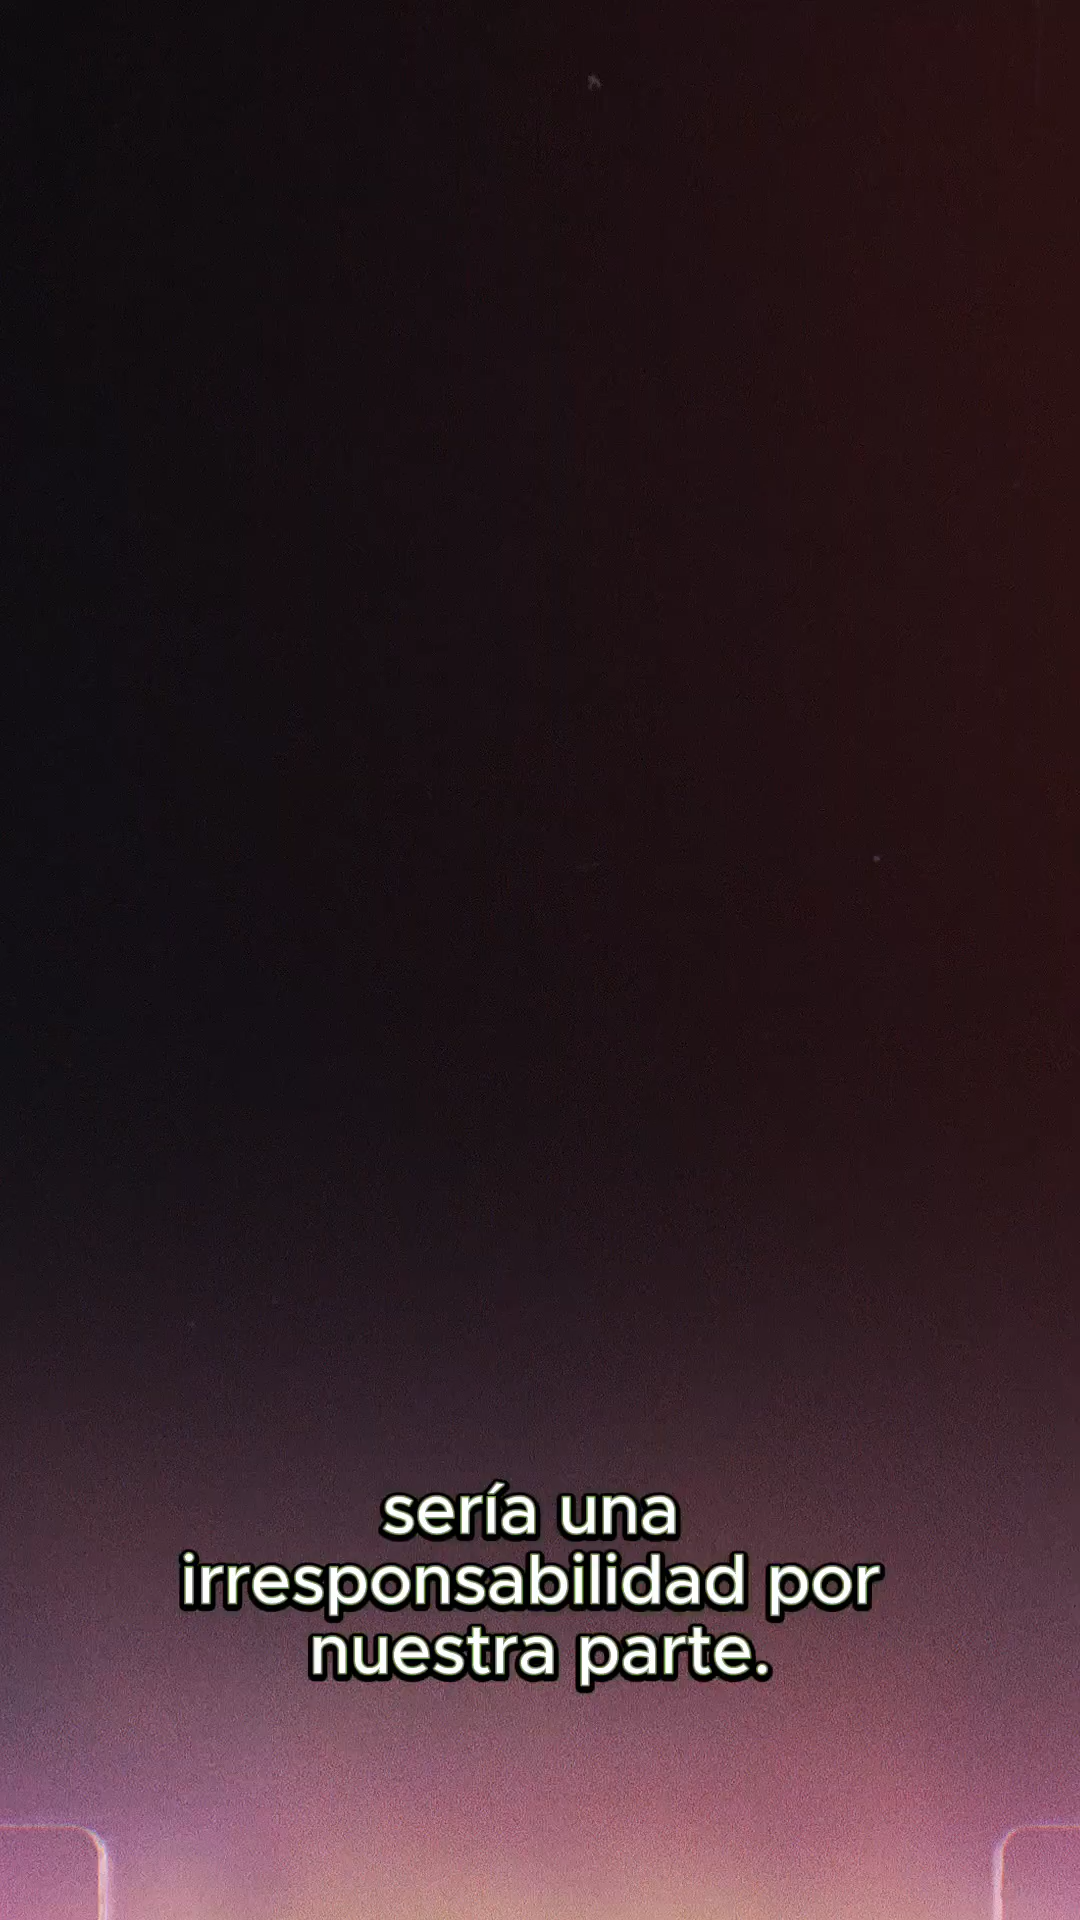 sería una
irresponsabilidad por
nuestra parte.